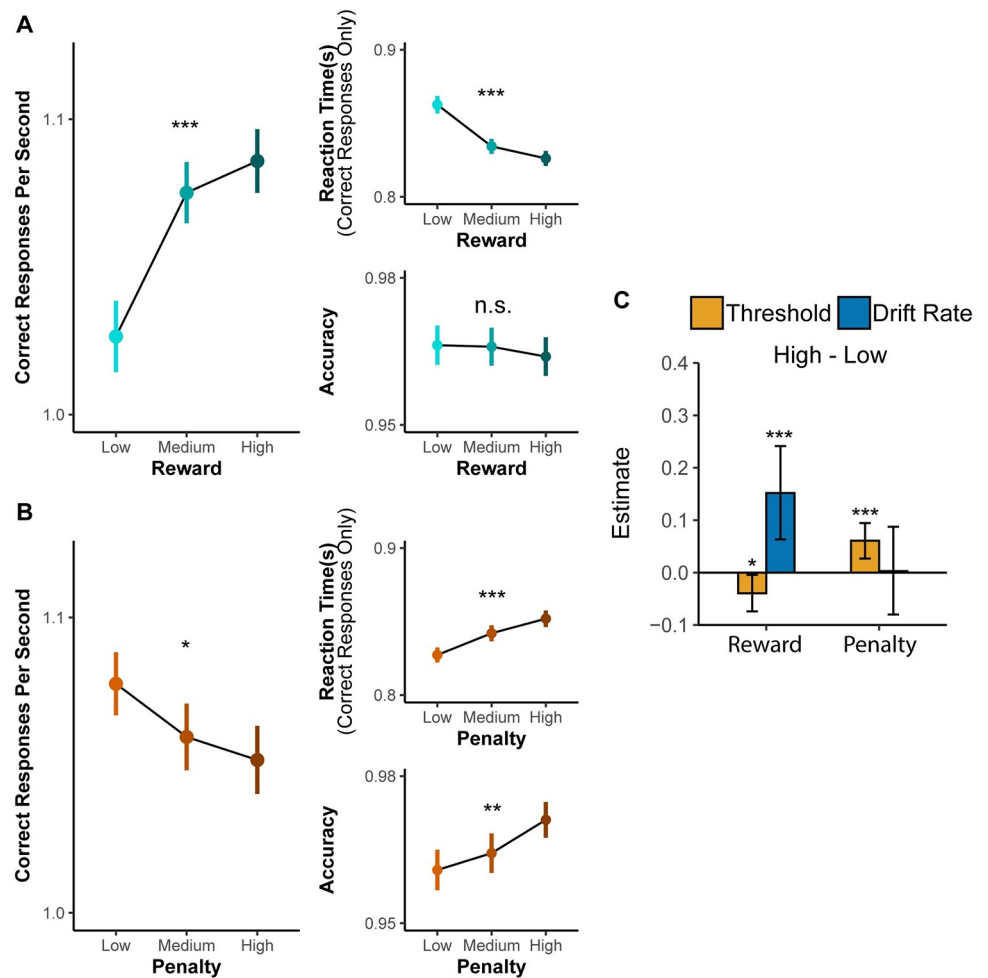 A
Correct Responses Per Second
1.1
1.0
***
Low Medium High
Reward
Reaction Time(s)
(Correct Responses Only)
0.9
0.8
***
Low Medium High
Reward
Accuracy
0.98
0.95
n.s.
Low Medium High
Reward
B
Correct Responses Per Second
1.1
1.0
*
Low Medium High
Penalty
Reaction Time(s)
(Correct Responses Only)
0.9
0.8
***
Low Medium High
Penalty
Accuracy
0.98
0.95
**
Low Medium High
Penalty
C
Threshold Drift Rate
High - Low
Estimate
0.4
0.3
0.2
0.1
0.0
−0.1
***
***
*
Reward Penalty